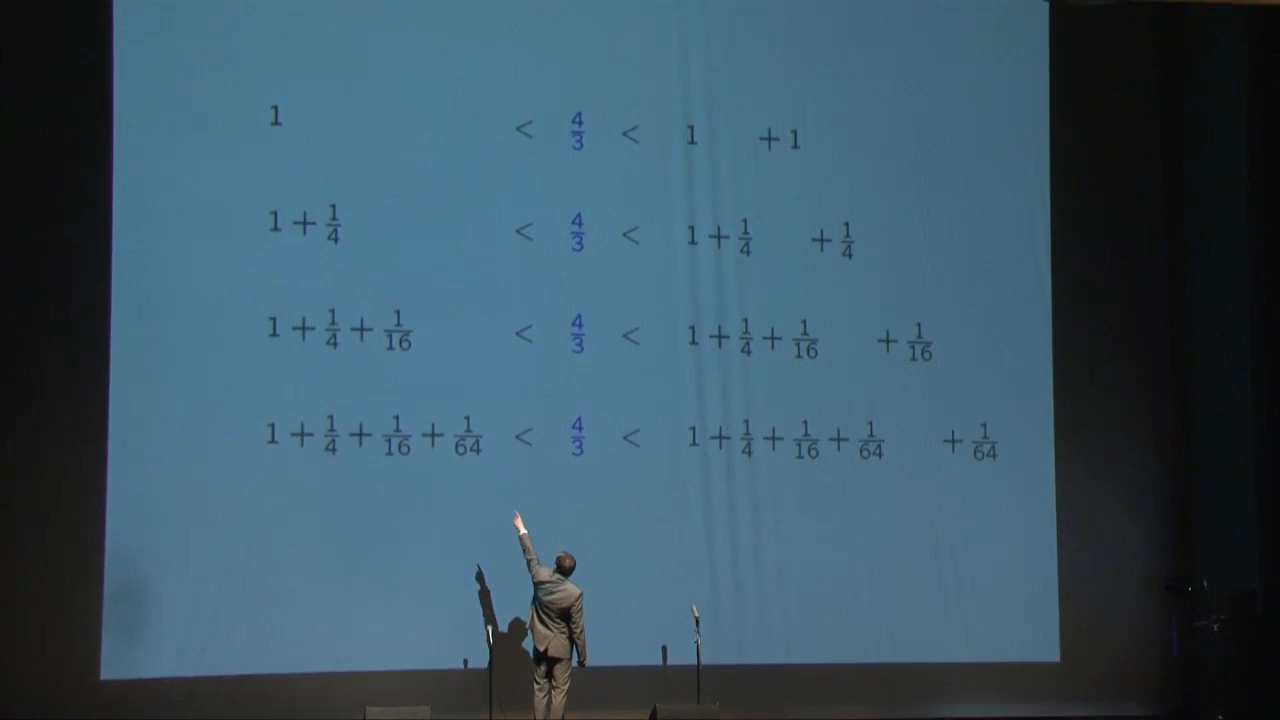 1 < 4/3 < 1 + 1
1 + 1/4 < 4/3 < 1 + 1/4 + 1/4
1 + 1/4 + 1/16 < 4/3 < 1 + 1/4 + 1/16 + 1/16
1 + 1/4 + 1/16 + 1/64 < 4/3 < 1 + 1/4 + 1/16 + 1/64 + 1/64